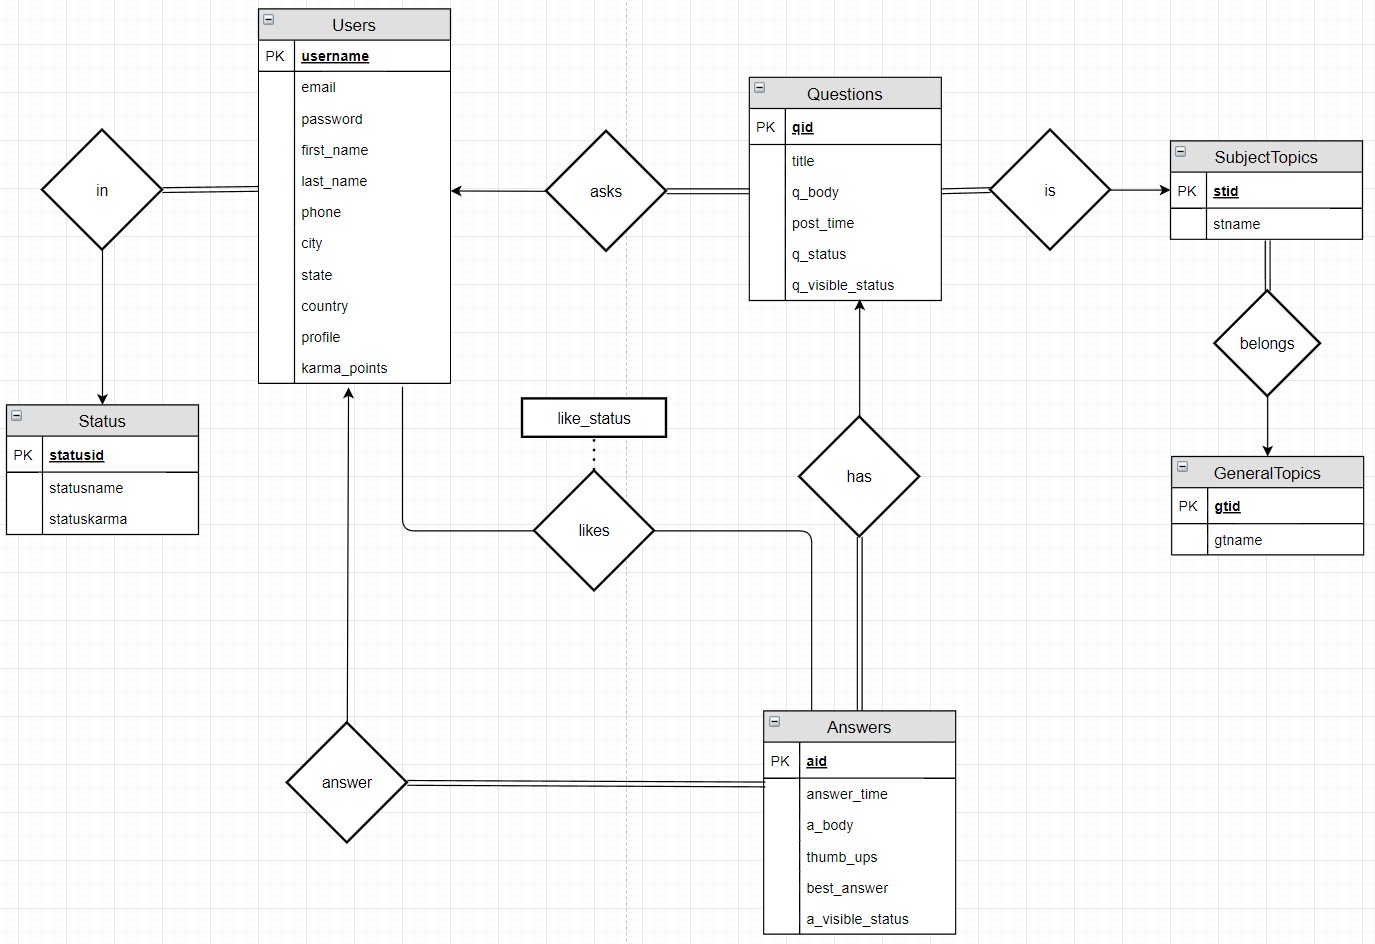 Users
PK username
email
password
first_name
last_name
phone
city
state
country
profile
karma_points
in
asks
Questions
PK qid
title
q_body
post_time
q_status
q_visible_status
is
SubjectTopics
PK stid
stname
belongs
GeneralTopics
PK gtid
gtname
Status
PK statusid
statusname
statuskarma
like_status
likes
has
answer
Answers
PK aid
answer_time
a_body
thumb_ups
best_answer
a_visible_status